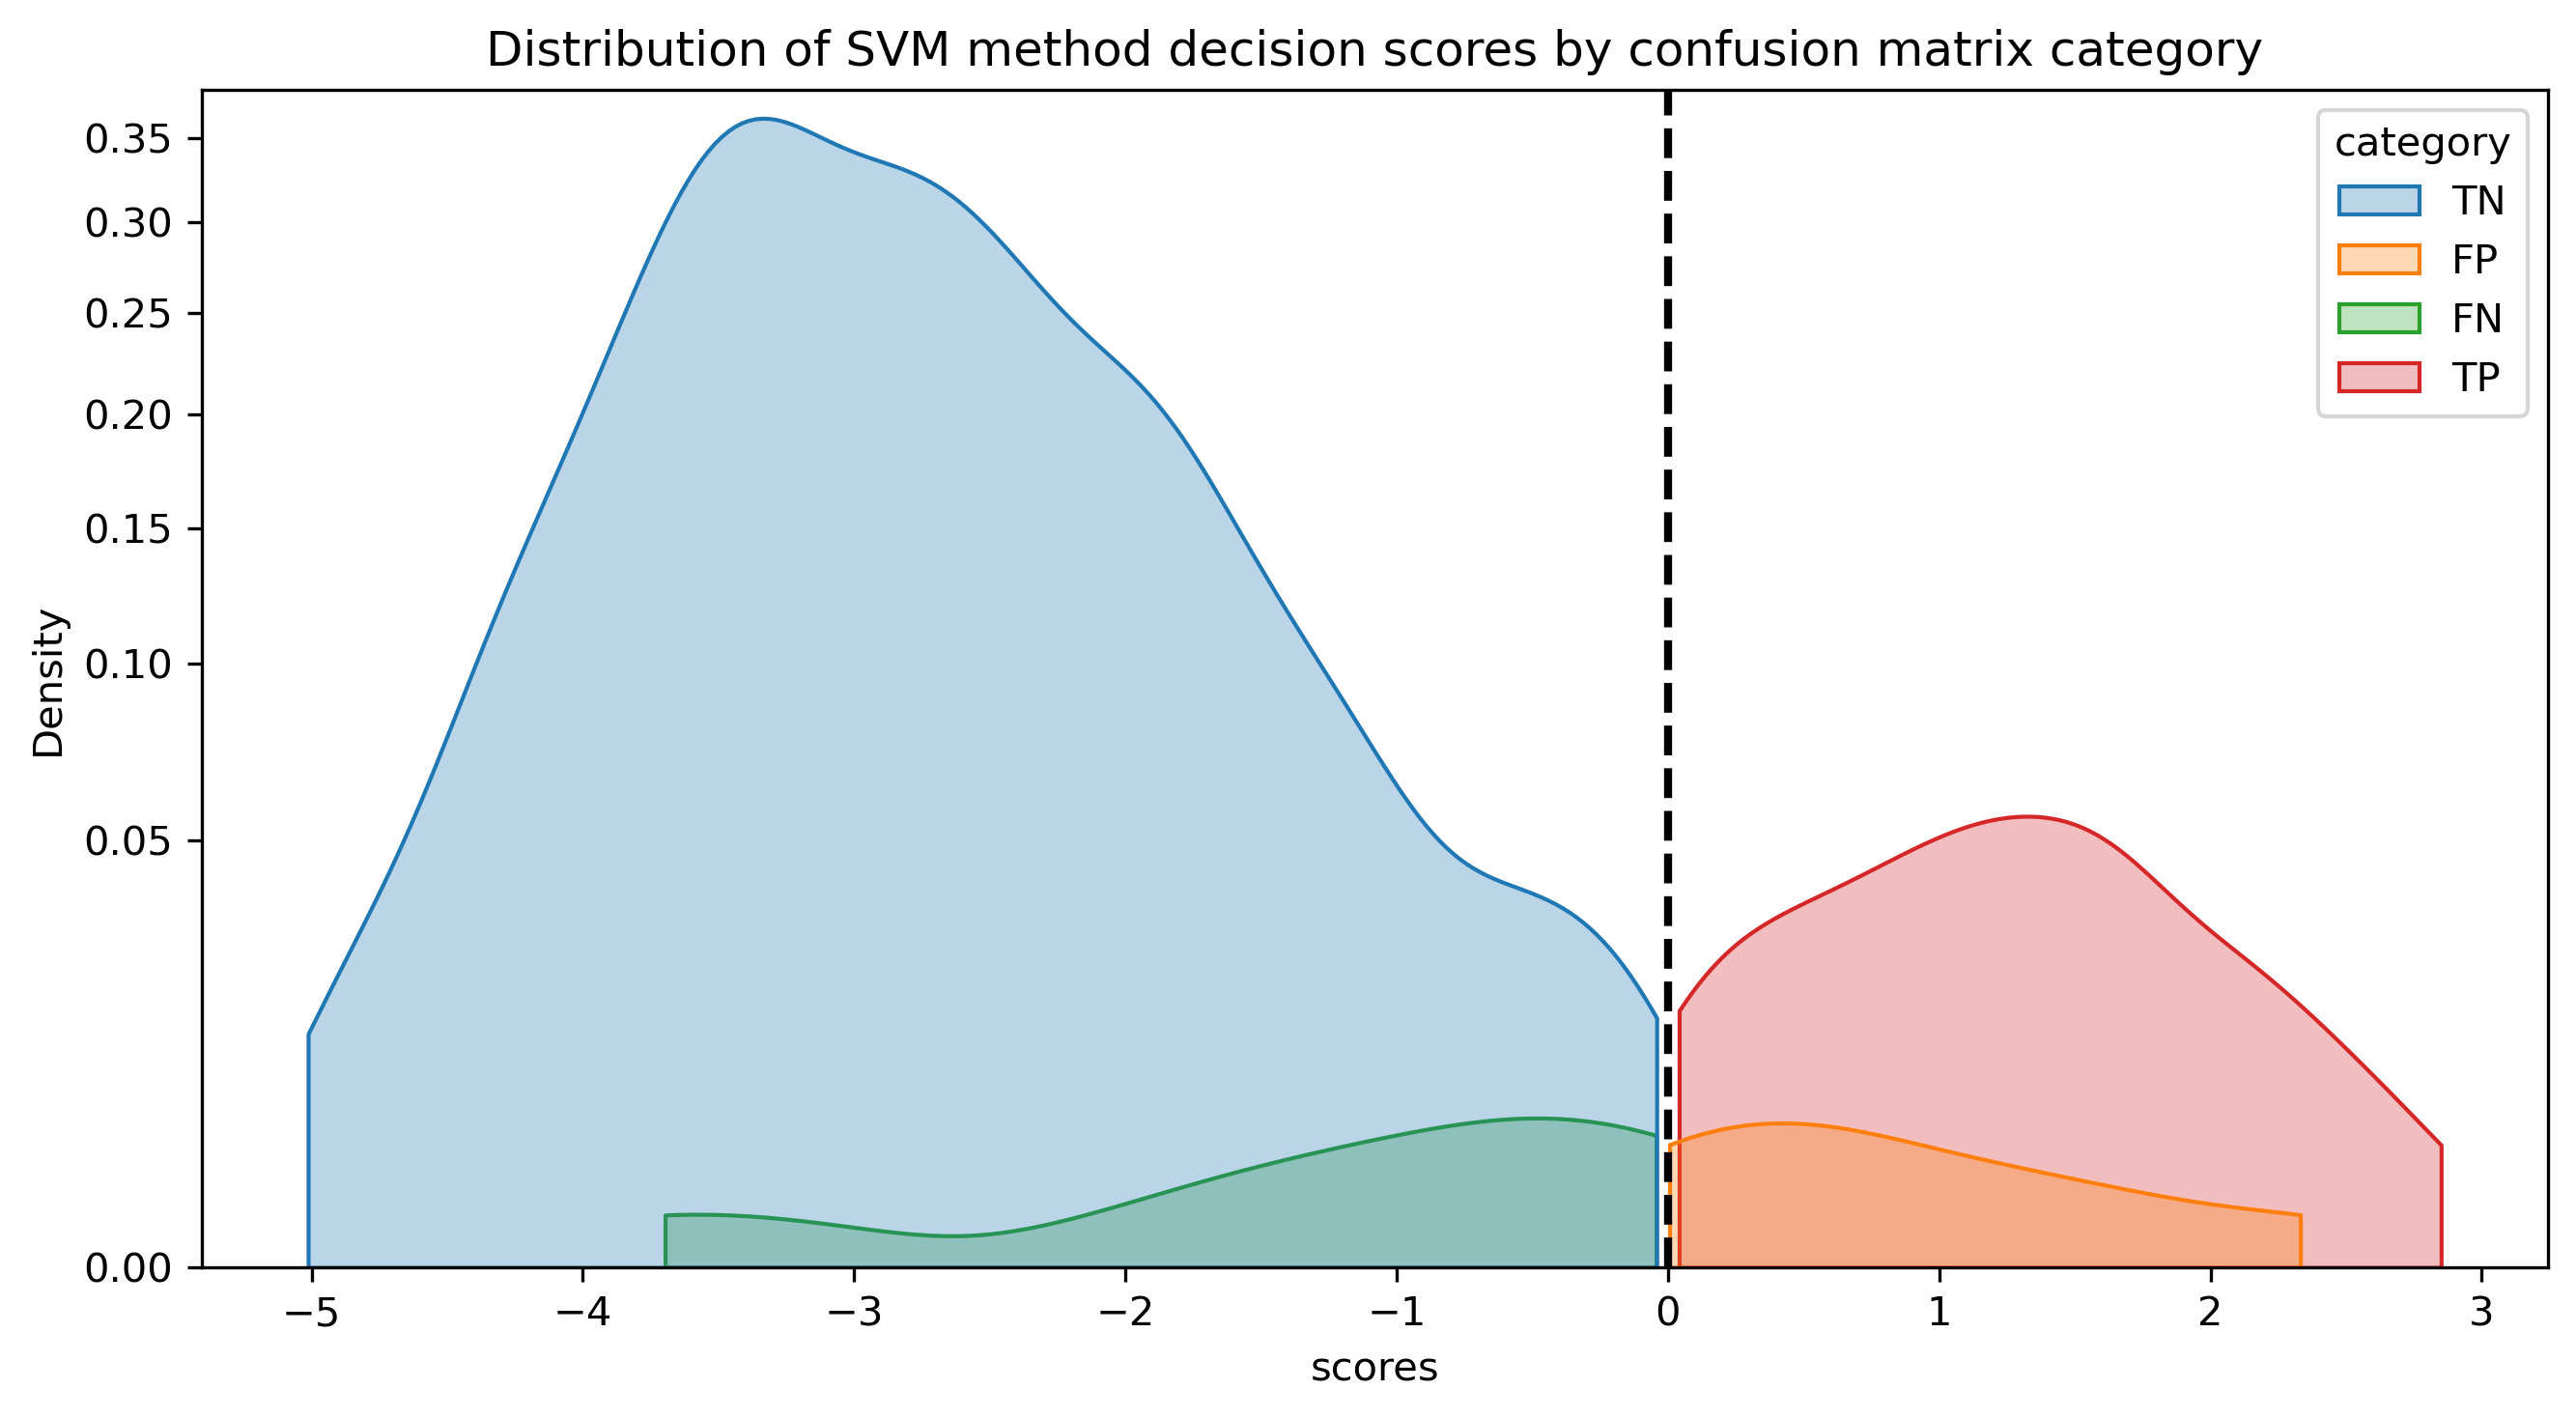 Distribution of SVM method decision scores by confusion matrix category
0.35
0.30
0.25
0.20
0.15
0.10
0.05
0.00
Density
category
TN
FP
FN
TP
−5 −4 −3 −2 −1 0 1 2 3
scores